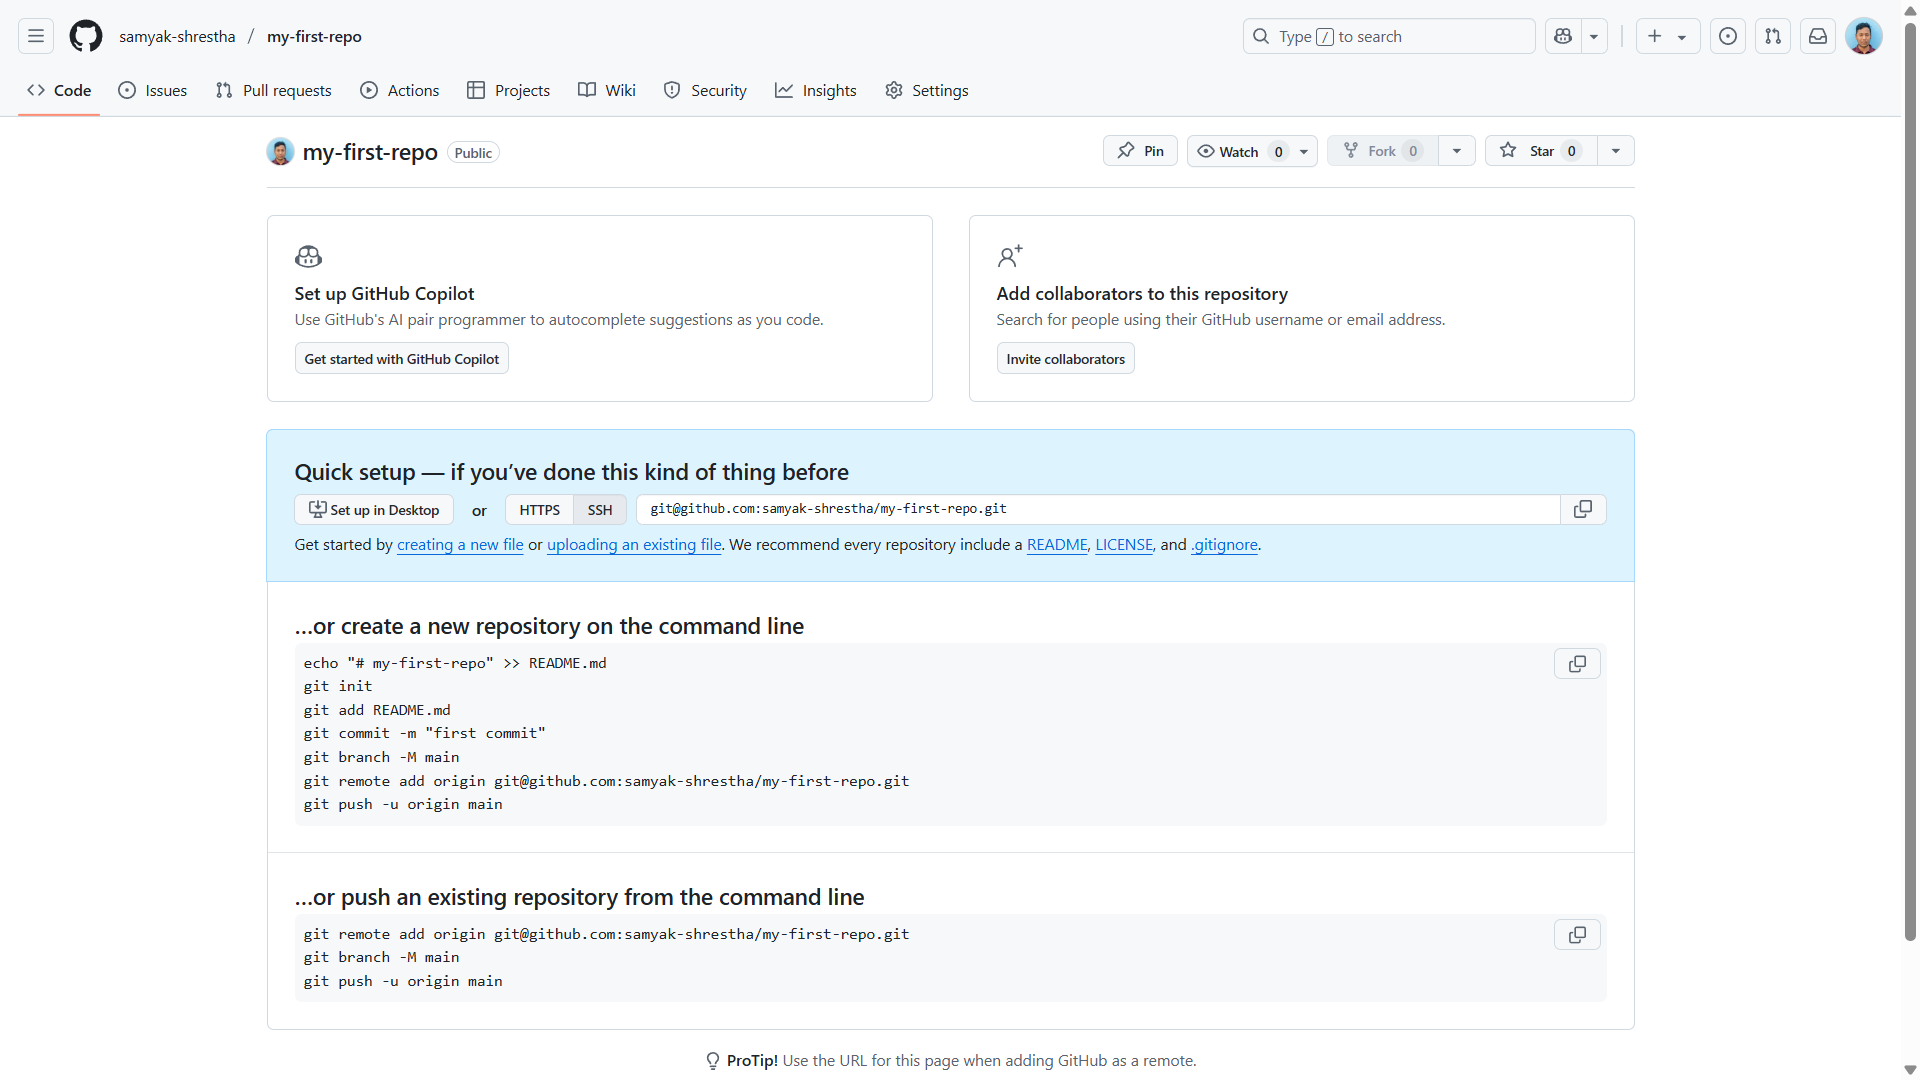 samyak-shrestha / my-first-repo
Type / to search
Code Issues Pull requests Actions Projects Wiki Security Insights Settings
my-first-repo Public
Pin Watch 0 Fork 0 Star 0
Set up GitHub Copilot
Use GitHub's AI pair programmer to autocomplete suggestions as you code.
Get started with GitHub Copilot
Add collaborators to this repository
Search for people using their GitHub username or email address.
Invite collaborators
Quick setup — if you’ve done this kind of thing before
Set up in Desktop or HTTPS SSH git@github.com:samyak-shrestha/my-first-repo.git
Get started by creating a new file or uploading an existing file. We recommend every repository include a README, LICENSE, and .gitignore.
…or create a new repository on the command line
echo "# my-first-repo" >> README.md
git init
git add README.md
git commit -m "first commit"
git branch -M main
git remote add origin git@github.com:samyak-shrestha/my-first-repo.git
git push -u origin main
…or push an existing repository from the command line
git remote add origin git@github.com:samyak-shrestha/my-first-repo.git
git branch -M main
git push -u origin main
ProTip! Use the URL for this page when adding GitHub as a remote.